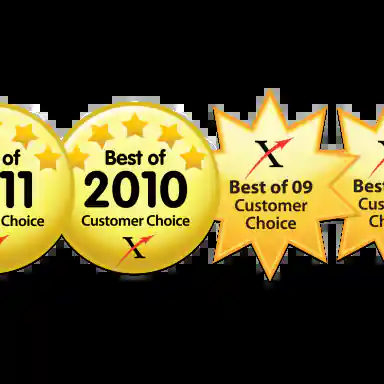 of
11
Choice
Best of
2010
Customer Choice
X
X
Best of 09
Customer
Choice